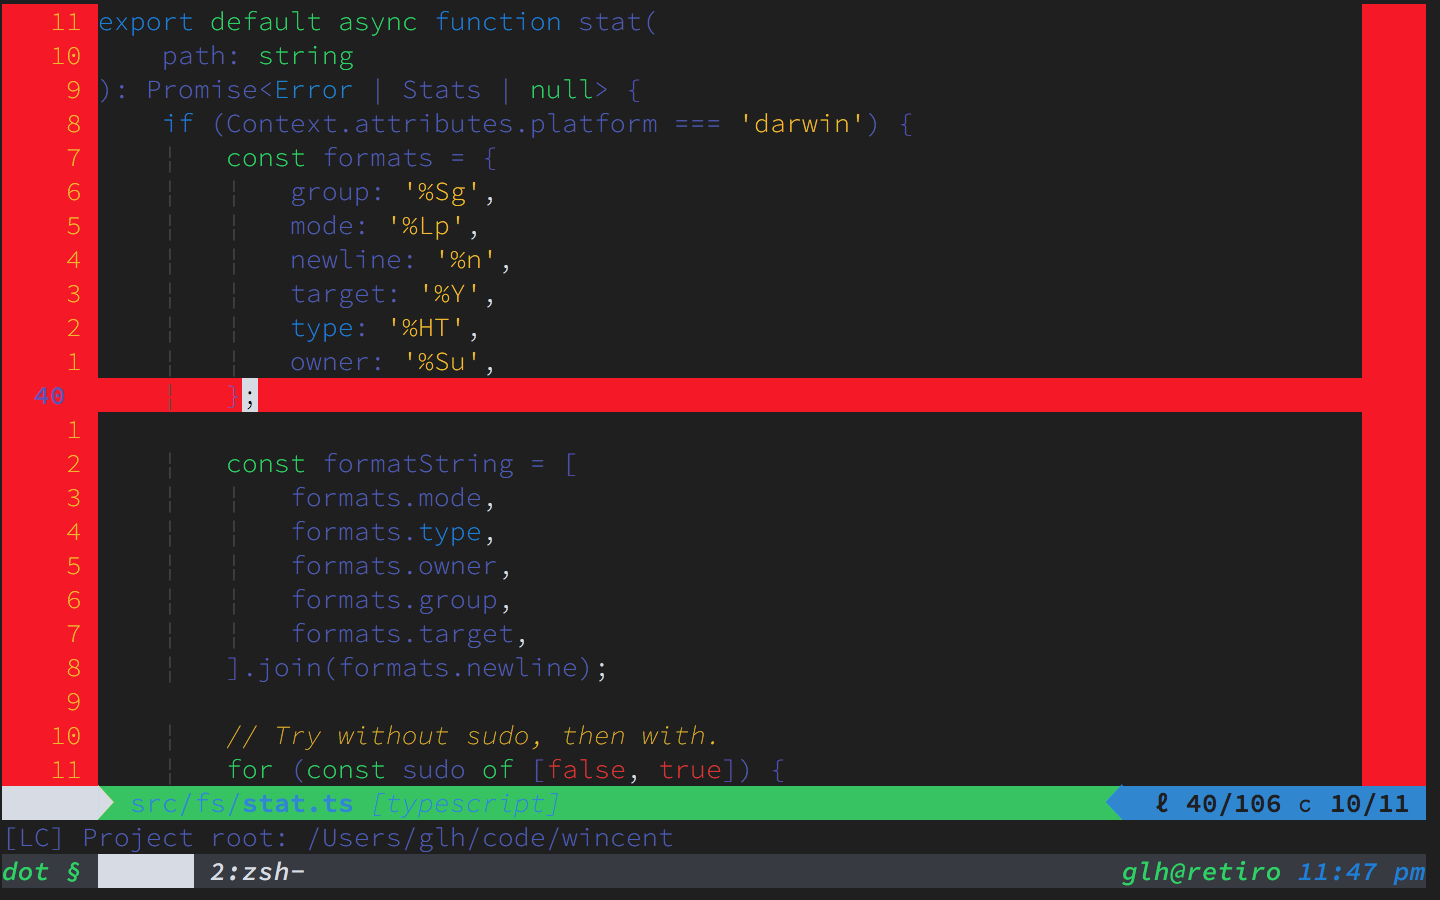 11 export default async function stat(
10     path: string
9 ): Promise<Error | Stats | null> {
8     if (Context.attributes.platform === 'darwin') {
7         const formats = {
6             group: '%Sg',
5             mode: '%Lp',
4             newline: '%n',
3             target: '%Y',
2             type: '%HT',
1             owner: '%Su',
40         };
1
2         const formatString = [
3             formats.mode,
4             formats.type,
5             formats.owner,
6             formats.group,
7             formats.target,
8         ].join(formats.newline);
9
10         // Try without sudo, then with.
11         for (const sudo of [false, true]) {
src/fs/stat.ts [typescript] ℓ 40/106 c 10/11
[LC] Project root: /Users/glh/code/wincent
dot § 2:zsh- glh@retiro 11:47 pm